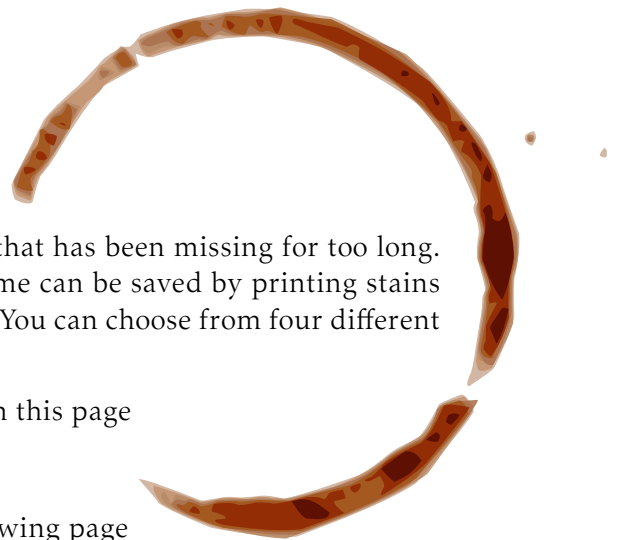 that has been missing for too long.
me can be saved by printing stains
You can choose from four different
this page
wing page